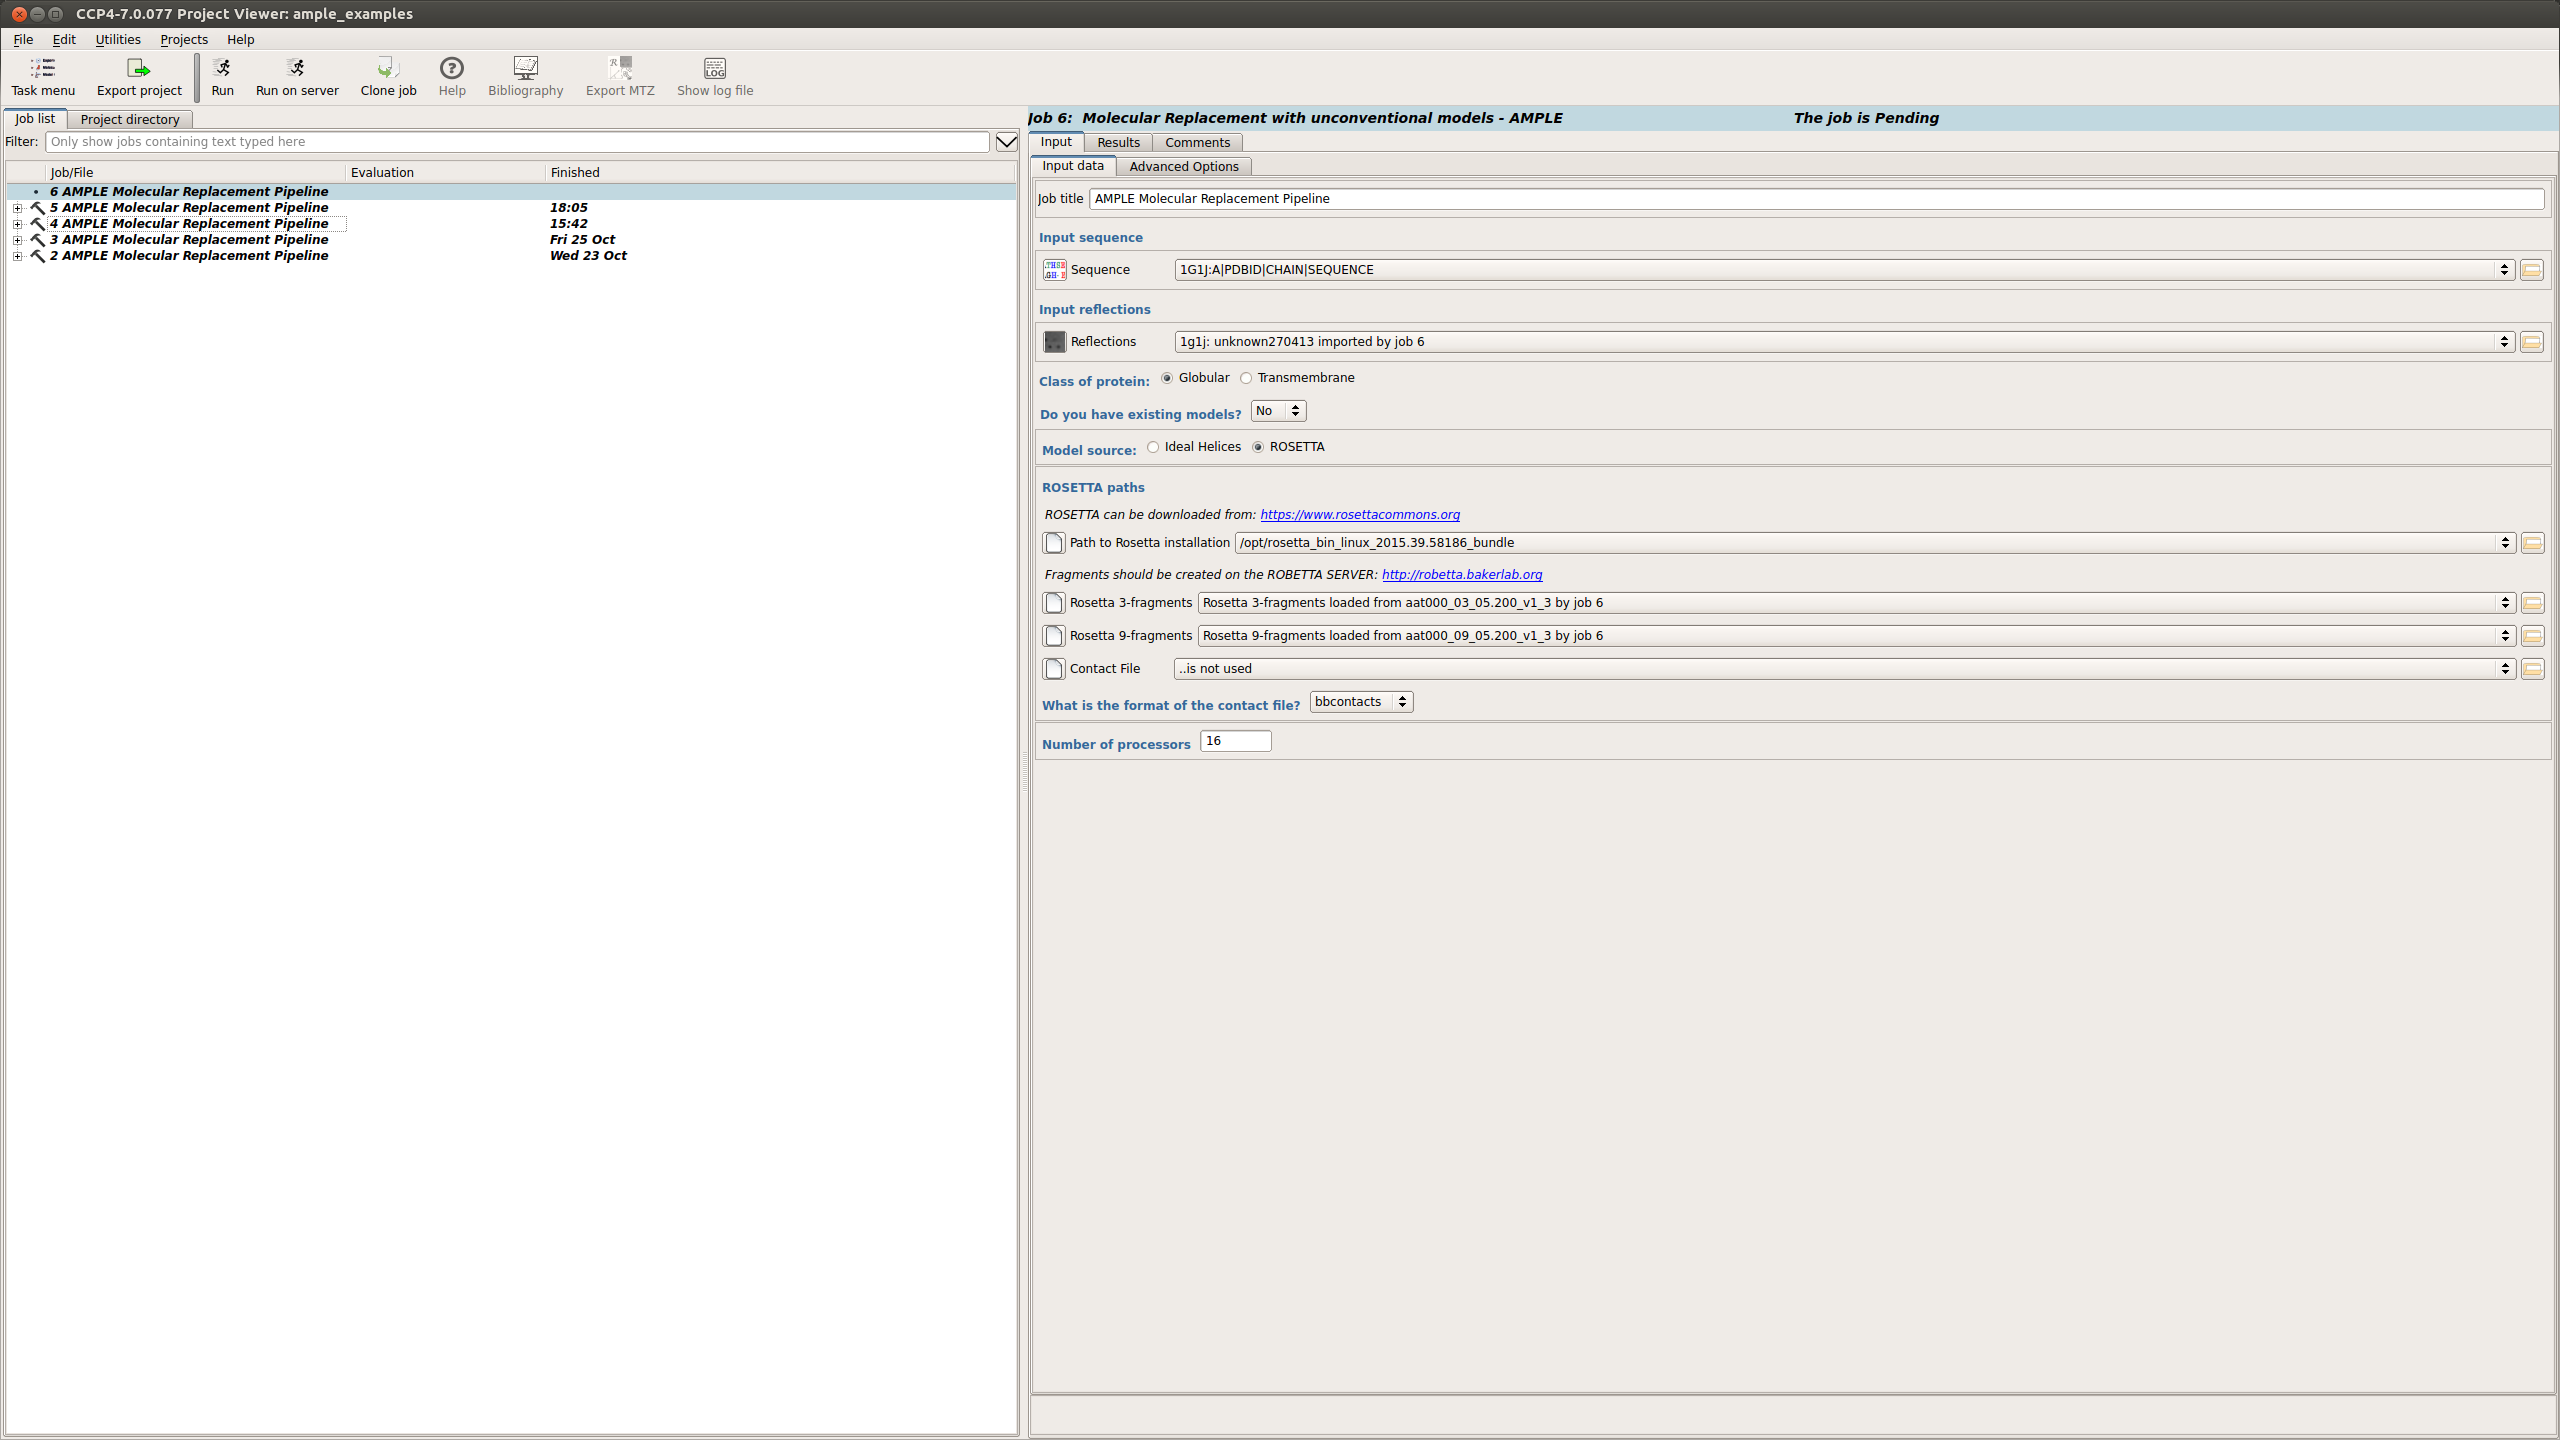 CCP4-7.0.077 Project Viewer: ample_examples
File Edit Utilities Projects Help
Task menu Export project Run Run on server Clone job Help Bibliography Export MTZ Show log file
Job list Project directory
Filter: Only show jobs containing text typed here
Job/File Evaluation Finished
6 AMPLE Molecular Replacement Pipeline
5 AMPLE Molecular Replacement Pipeline 18:05
4 AMPLE Molecular Replacement Pipeline 15:42
3 AMPLE Molecular Replacement Pipeline Fri 25 Oct
2 AMPLE Molecular Replacement Pipeline Wed 23 Oct
Job 6: Molecular Replacement with unconventional models - AMPLE The job is Pending
Input Results Comments
Input data Advanced Options
Job title AMPLE Molecular Replacement Pipeline
Input sequence
Sequence 1G1J:A|PDBID|CHAIN|SEQUENCE
Input reflections
Reflections 1g1j: unknown270413 imported by job 6
Class of protein: Globular Transmembrane
Do you have existing models? No
Model source: Ideal Helices ROSETTA
ROSETTA paths
ROSETTA can be downloaded from: https://www.rosettacommons.org
Path to Rosetta installation /opt/rosetta_bin_linux_2015.39.58186_bundle
Fragments should be created on the ROBETTA SERVER: http://robetta.bakerlab.org
Rosetta 3-fragments Rosetta 3-fragments loaded from aat000_03_05.200_v1_3 by job 6
Rosetta 9-fragments Rosetta 9-fragments loaded from aat000_09_05.200_v1_3 by job 6
Contact File ..is not used
What is the format of the contact file? bbcontacts
Number of processors 16